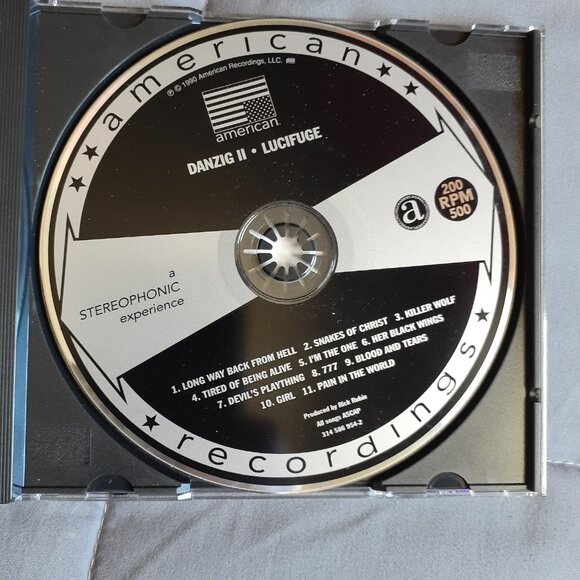 american
℗ © 1990 American Recordings, LLC.
american™
DANZIG II • LUCIFUGE
a
200
RPM
500
a
STEREOPHONIC
experience
1. LONG WAY BACK FROM HELL 2. SNAKES OF CHRIST 3. KILLER WOLF
4. TIRED OF BEING ALIVE 5. I'M THE ONE 6. HER BLACK WINGS
7. DEVIL'S PLAYTHING 8. 777 9. BLOOD AND TEARS
10. GIRL 11. PAIN IN THE WORLD
Produced by Rick Rubin
All songs ASCAP
314 586 954-2
recordings